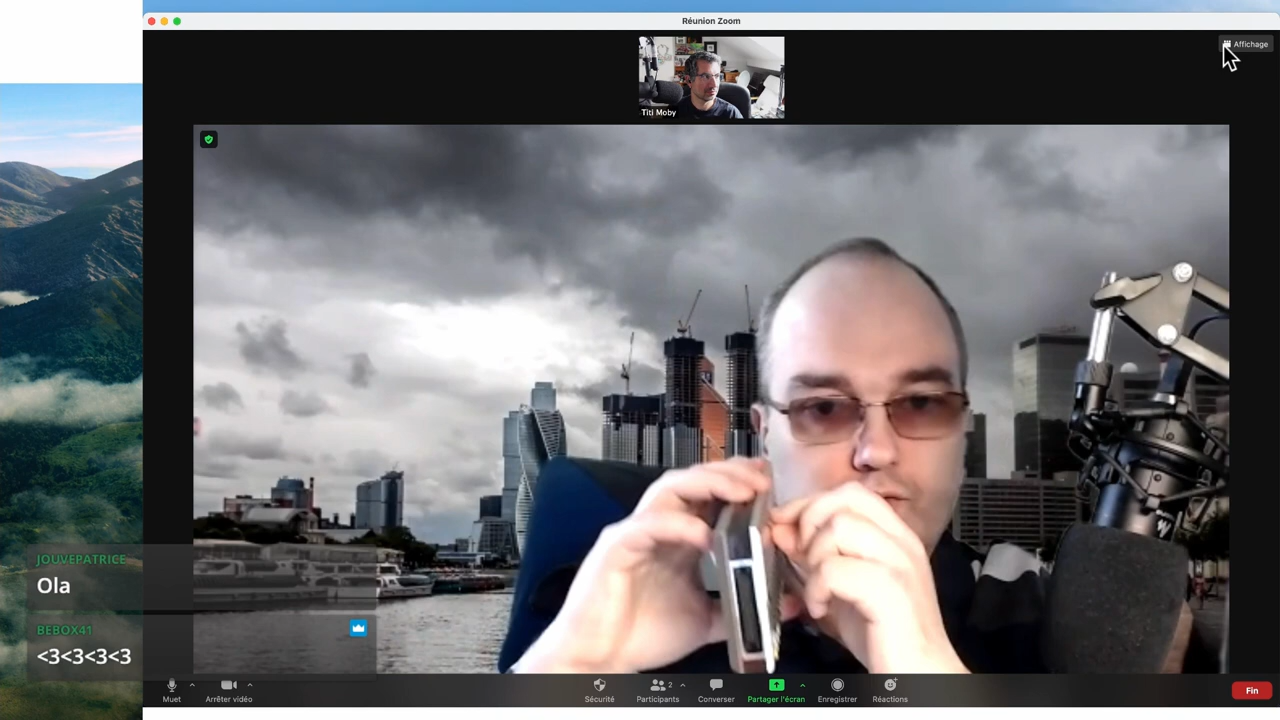 Réunion Zoom
Affichage
Titi Moby
JOUVEPATRICE
Ola
BEBOX41
<3<3<3<3
Muet
Arrêter vidéo
Sécurité
Participants
2
Converser
Partager l'écran
Enregistrer
Réactions
Fin